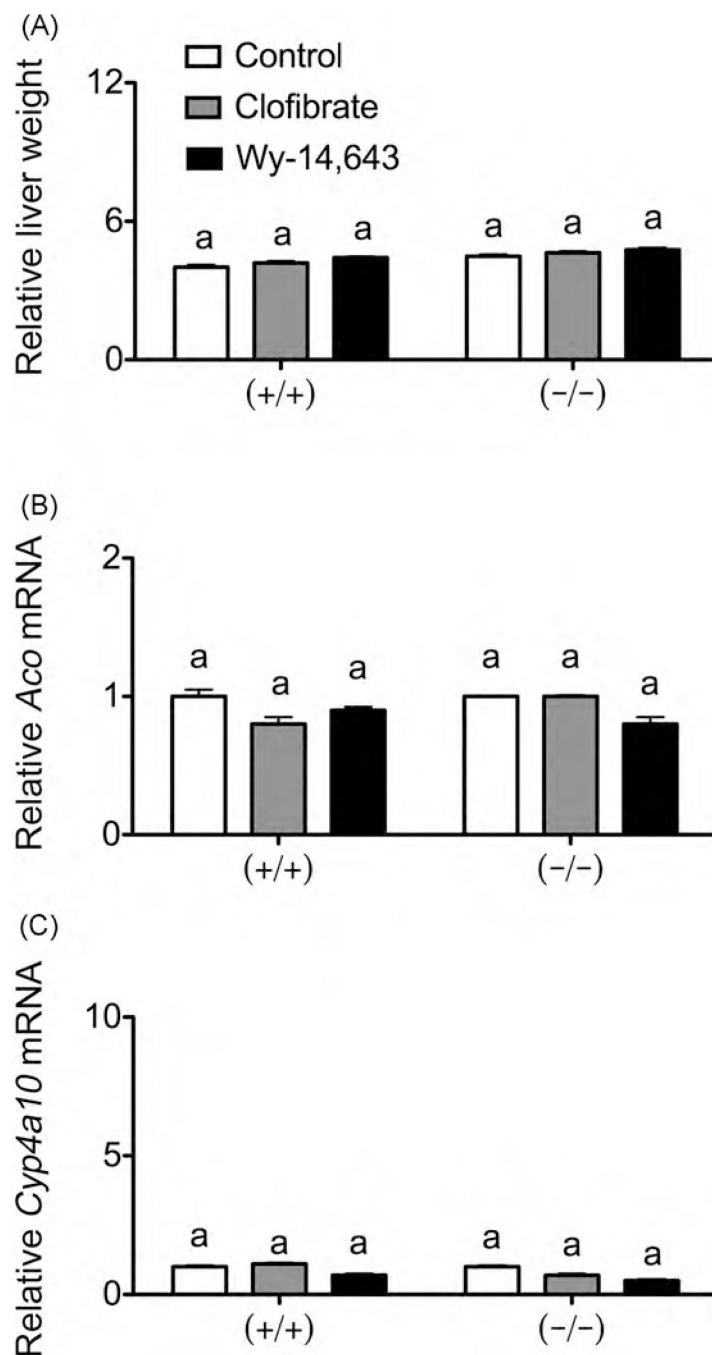 (A)
Relative liver weight
12
6
0
Control
Clofibrate
Wy-14,643
a a a a a a
(+/+) (−/−)
(B)
Relative Aco mRNA
2
1
0
a a a a a a
(+/+) (−/−)
(C)
Relative Cyp4a10 mRNA
10
5
0
a a a a a a
(+/+) (−/−)